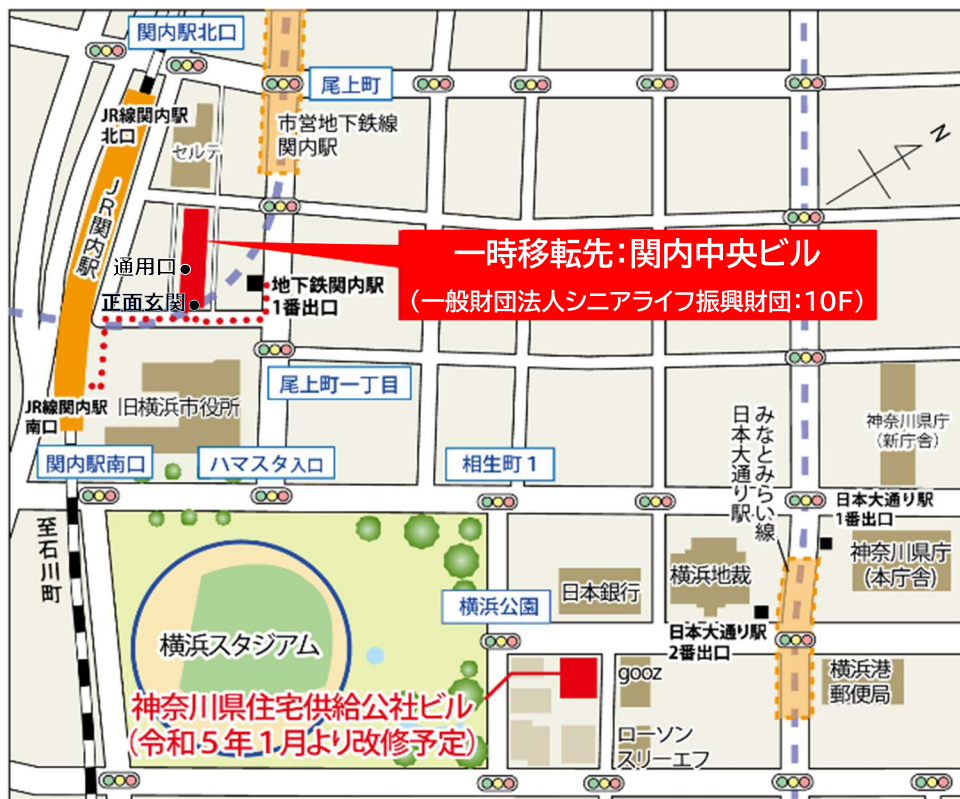 関内駅北口
尾上町
JR線関内駅
北口
市営地下鉄線
関内駅
セルテ
N
JR関内駅
一時移転先：関内中央ビル
（一般財団法人シニアライフ振興財団：10F）
通用口
正面玄関
地下鉄関内駅
1番出口
尾上町一丁目
JR線関内駅
南口
旧横浜市役所
神奈川県庁
（新庁舎）
みなとみらい線
日本大通り駅
関内駅南口
ハマスタ入口
相生町1
日本大通り駅
1番出口
至石川町
神奈川県庁
（本庁舎）
横浜地裁
日本銀行
横浜公園
日本大通り駅
2番出口
横浜スタジアム
gooz
横浜港
郵便局
神奈川県住宅供給公社ビル
（令和５年１月より改修予定）
ローソン
スリーエフ